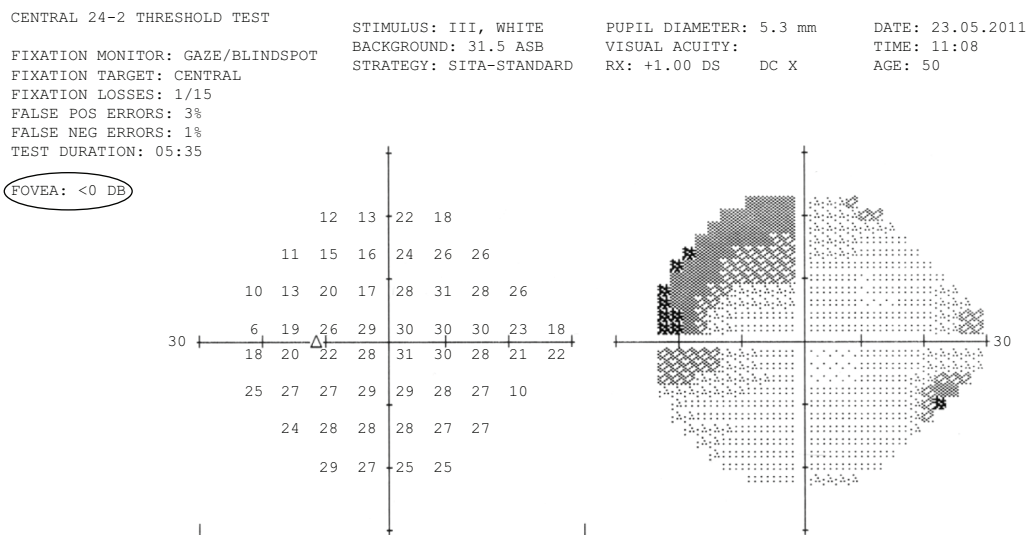 CENTRAL 24-2 THRESHOLD TEST
FIXATION MONITOR: GAZE/BLINDSPOT
FIXATION TARGET: CENTRAL
FIXATION LOSSES: 1/15
FALSE POS ERRORS: 3%
FALSE NEG ERRORS: 1%
TEST DURATION: 05:35
FOVEA: <0 DB
STIMULUS: III, WHITE
BACKGROUND: 31.5 ASB
STRATEGY: SITA-STANDARD
PUPIL DIAMETER: 5.3 mm
VISUAL ACUITY:
RX: +1.00 DS DC X
DATE: 23.05.2011
TIME: 11:08
AGE: 50
12 13 22 18
11 15 16 24 26 26
10 13 20 17 28 31 28 26
6 19 26 29 30 30 30 23 18
30
18 20 22 28 31 30 28 21 22
25 27 27 29 29 28 27 10
24 28 28 28 27 27
29 27 25 25
30